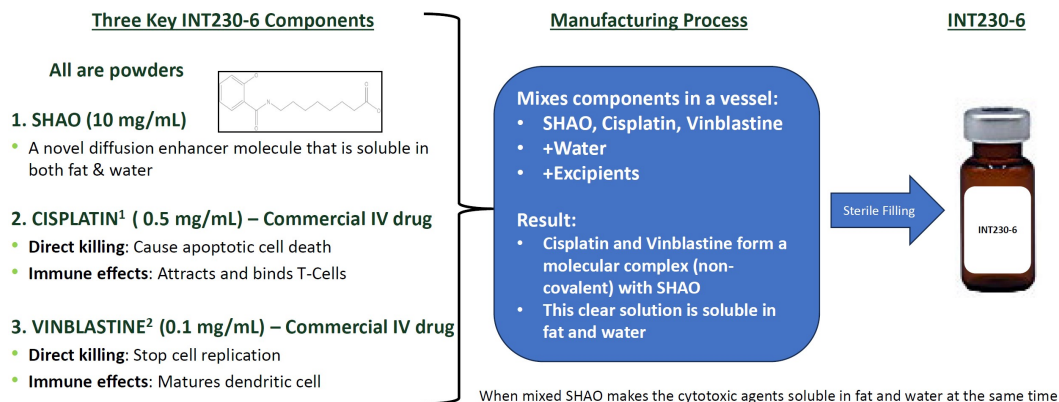 Three Key INT230-6 Components
All are powders
1. SHAO (10 mg/mL)
• A novel diffusion enhancer molecule that is soluble in
both fat & water
2. CISPLATIN¹ ( 0.5 mg/mL) – Commercial IV drug
• Direct killing: Cause apoptotic cell death
• Immune effects: Attracts and binds T-Cells
3. VINBLASTINE² (0.1 mg/mL) – Commercial IV drug
• Direct killing: Stop cell replication
• Immune effects: Matures dendritic cell
Manufacturing Process
Mixes components in a vessel:
• SHAO, Cisplatin, Vinblastine
• +Water
• +Excipients
Result:
• Cisplatin and Vinblastine form a
molecular complex (non-
covalent) with SHAO
• This clear solution is soluble in
fat and water
Sterile Filling
INT230-6
INT230-6
When mixed SHAO makes the cytotoxic agents soluble in fat and water at the same time